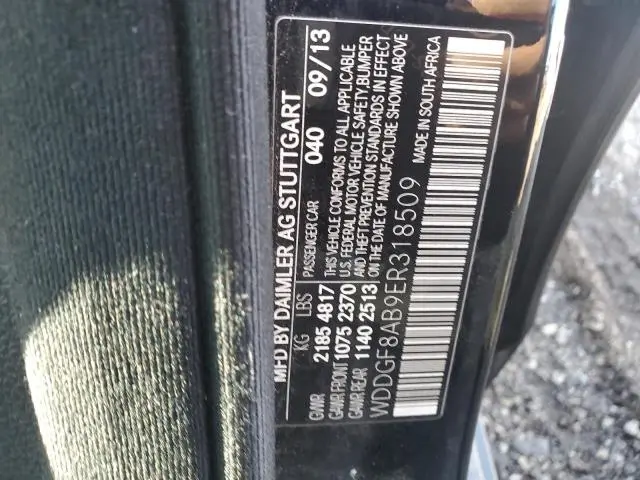 MFD BY DAIMLER AG STUTTGART
KG LBS PASSENGER CAR 040 09/13
GVWR 2185 4817 THIS VEHICLE CONFORMS TO ALL APPLICABLE
GAWR FRONT 1075 2370 U.S. FEDERAL MOTOR VEHICLE SAFETY,BUMPER
GAWR REAR 1140 2513 AND THEFT PREVENTION STANDARDS IN EFFECT
ON THE DATE OF MANUFACTURE SHOWN ABOVE
WDDGF8AB9ER318509 MADE IN SOUTH AFRICA